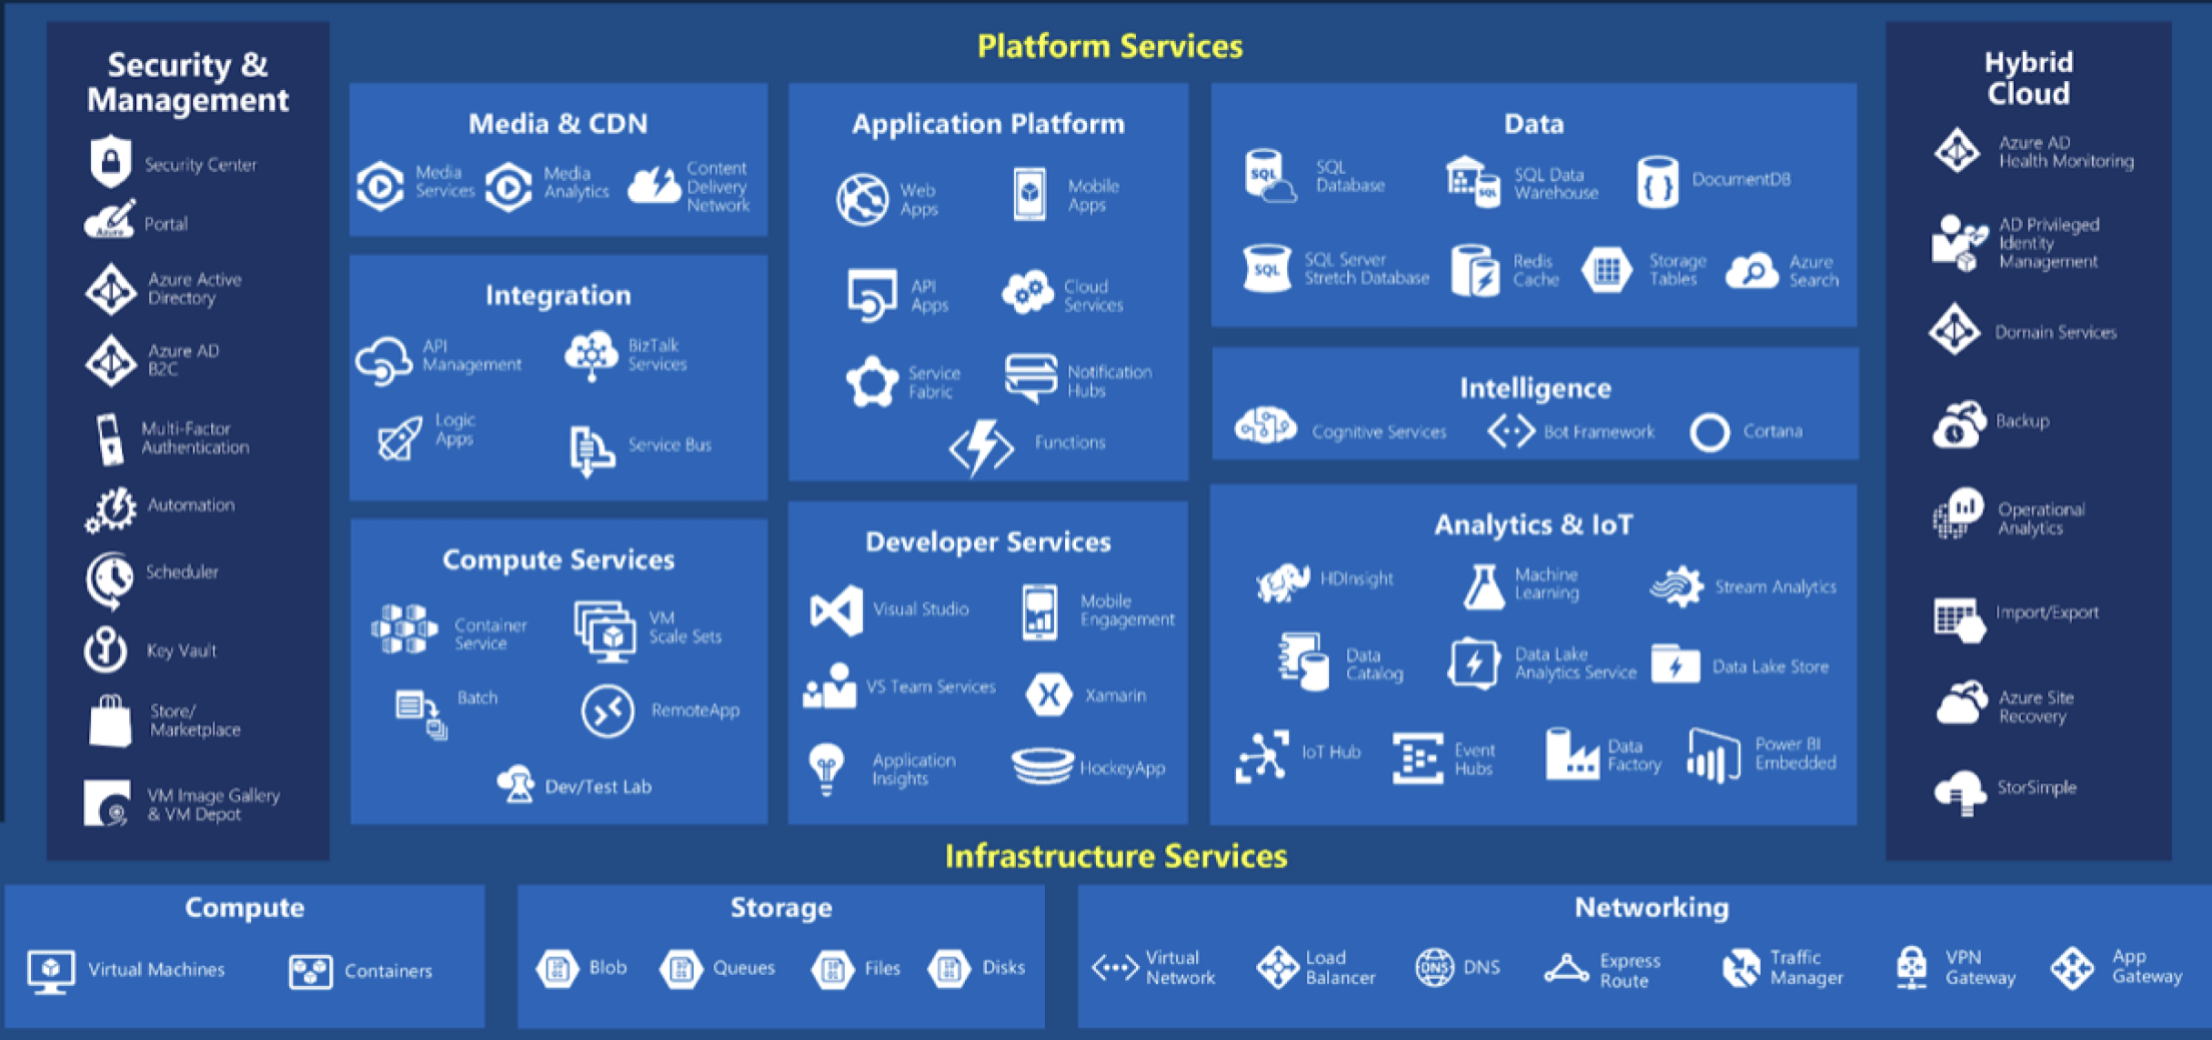 Platform Services
Security &
Management
Security Center
Portal
Azure
Azure Active
Directory
Azure AD
B2C
Multi-Factor
Authentication
Automation
Scheduler
Key Vault
Store/
Marketplace
VM Image Gallery
& VM Depot
Media & CDN
Media
Services
Media
Analytics
Content
Delivery
Network
Integration
API
Management
BizTalk
Services
Logic
Apps
Service Bus
Compute Services
Container
Service
VM
Scale Sets
Batch
RemoteApp
Dev/Test Lab
Application Platform
Web
Apps
Mobile
Apps
API
Apps
Cloud
Services
Service
Fabric
Notification
Hubs
Functions
Developer Services
Visual Studio
Mobile
Engagement
VS Team Services
Xamarin
Application
Insights
HockeyApp
Data
SQL
SQL
Database
SQL
SQL Data
Warehouse
DocumentDB
SQL
SQL Server
Stretch Database
Redis
Cache
Storage
Tables
Azure
Search
Intelligence
Cognitive Services
Bot Framework
Cortana
Analytics & IoT
HDInsight
Machine
Learning
Stream Analytics
Data
Catalog
Data Lake
Analytics Service
Data Lake Store
IoT Hub
Event
Hubs
Data
Factory
Power BI
Embedded
Hybrid
Cloud
Azure AD
Health Monitoring
AD Privileged
Identity
Management
Domain Services
Backup
Operational
Analytics
Import/Export
Azure Site
Recovery
StorSimple
Infrastructure Services
Compute
Virtual Machines
Containers
Storage
Blob
Queues
Files
Disks
Networking
Virtual
Network
Load
Balancer
DNS
DNS
Express
Route
Traffic
Manager
VPN
Gateway
App
Gateway